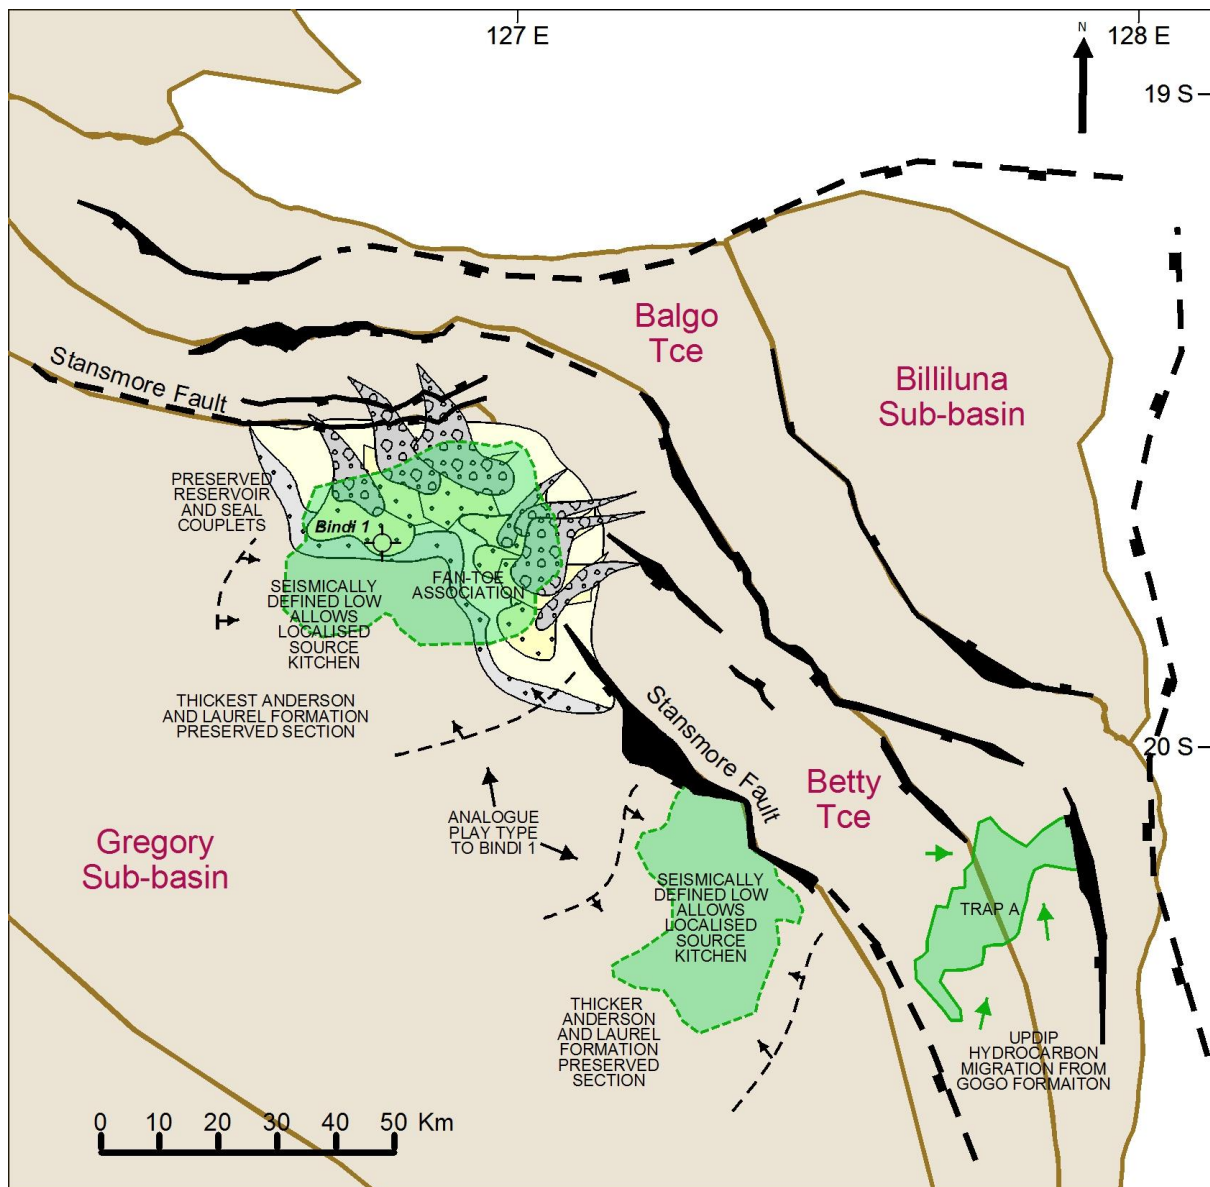 127 E
128 E
N
19 S
Balgo
Tce
Billiluna
Sub-basin
Stansmore Fault
PRESERVED
RESERVOIR
AND SEAL
COUPLETS
Bindi 1
FAN-TOE
ASSOCIATION
SEISMICALLY
DEFINED LOW
ALLOWS
LOCALISED
SOURCE
KITCHEN
THICKEST ANDERSON
AND LAUREL FORMATION
PRESERVED SECTION
Stansmore Fault
20 S
Betty
Tce
ANALOGUE
PLAY TYPE
TO BINDI 1
Gregory
Sub-basin
SEISMICALLY
DEFINED LOW
ALLOWS
LOCALISED
SOURCE
KITCHEN
TRAP A
THICKER
ANDERSON
AND LAUREL
FORMATION
PRESERVED
SECTION
UPDIP
HYDROCARBON
MIGRATION FROM
GOGO FORMAITON
0 10 20 30 40 50 Km